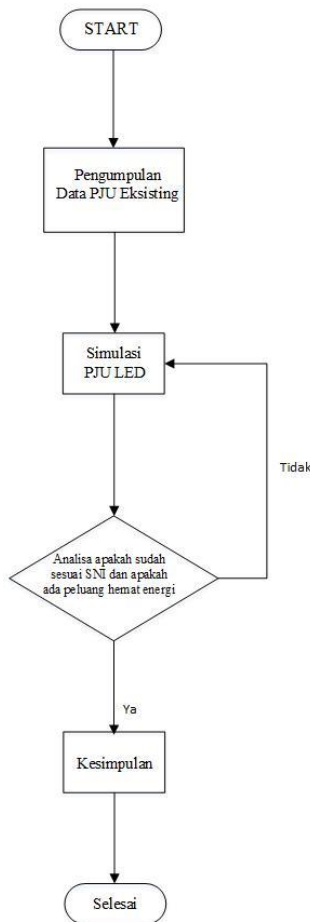 START
Pengumpulan
Data PJU Eksisting
Simulasi
PJU LED
Tidak
Analisa apakah sudah
sesuai SNI dan apakah
ada peluang hemat energi
Ya
Kesimpulan
Selesai